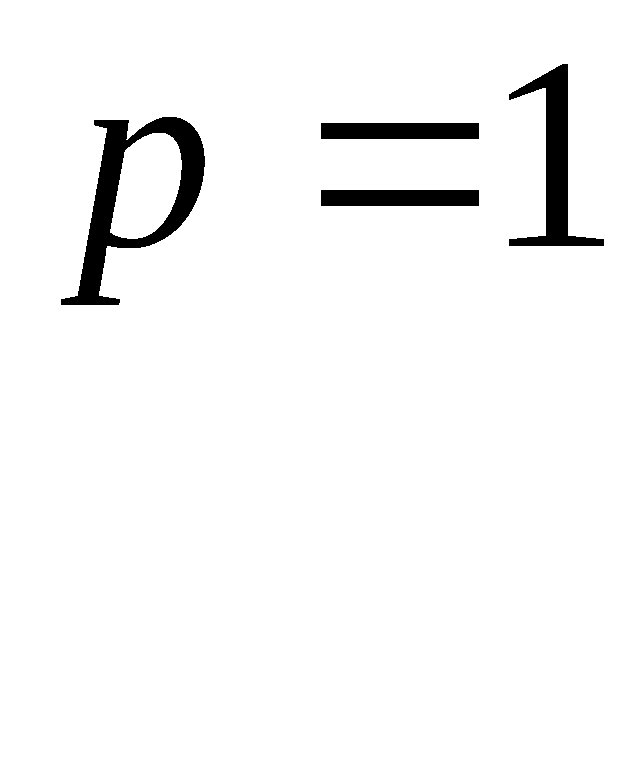 p = 1